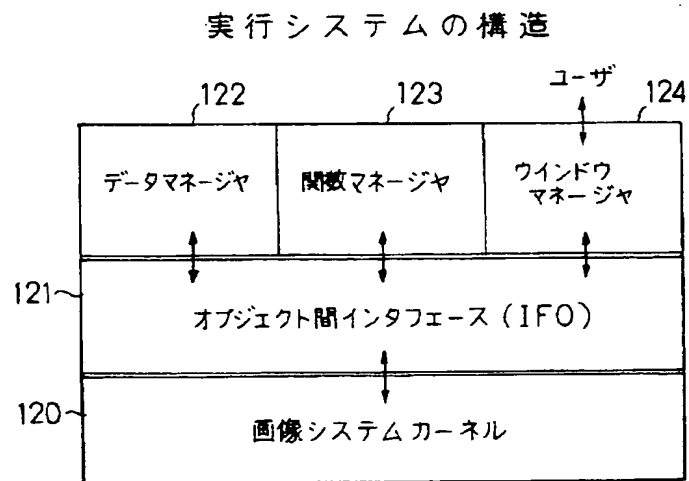 実行システムの構造
ユーザ
122
123
124
データマネージャ
関数マネージャ
ウインドウ
マネージャ
121
オブジェクト間インタフェース(IFO)
120
画像システムカーネル